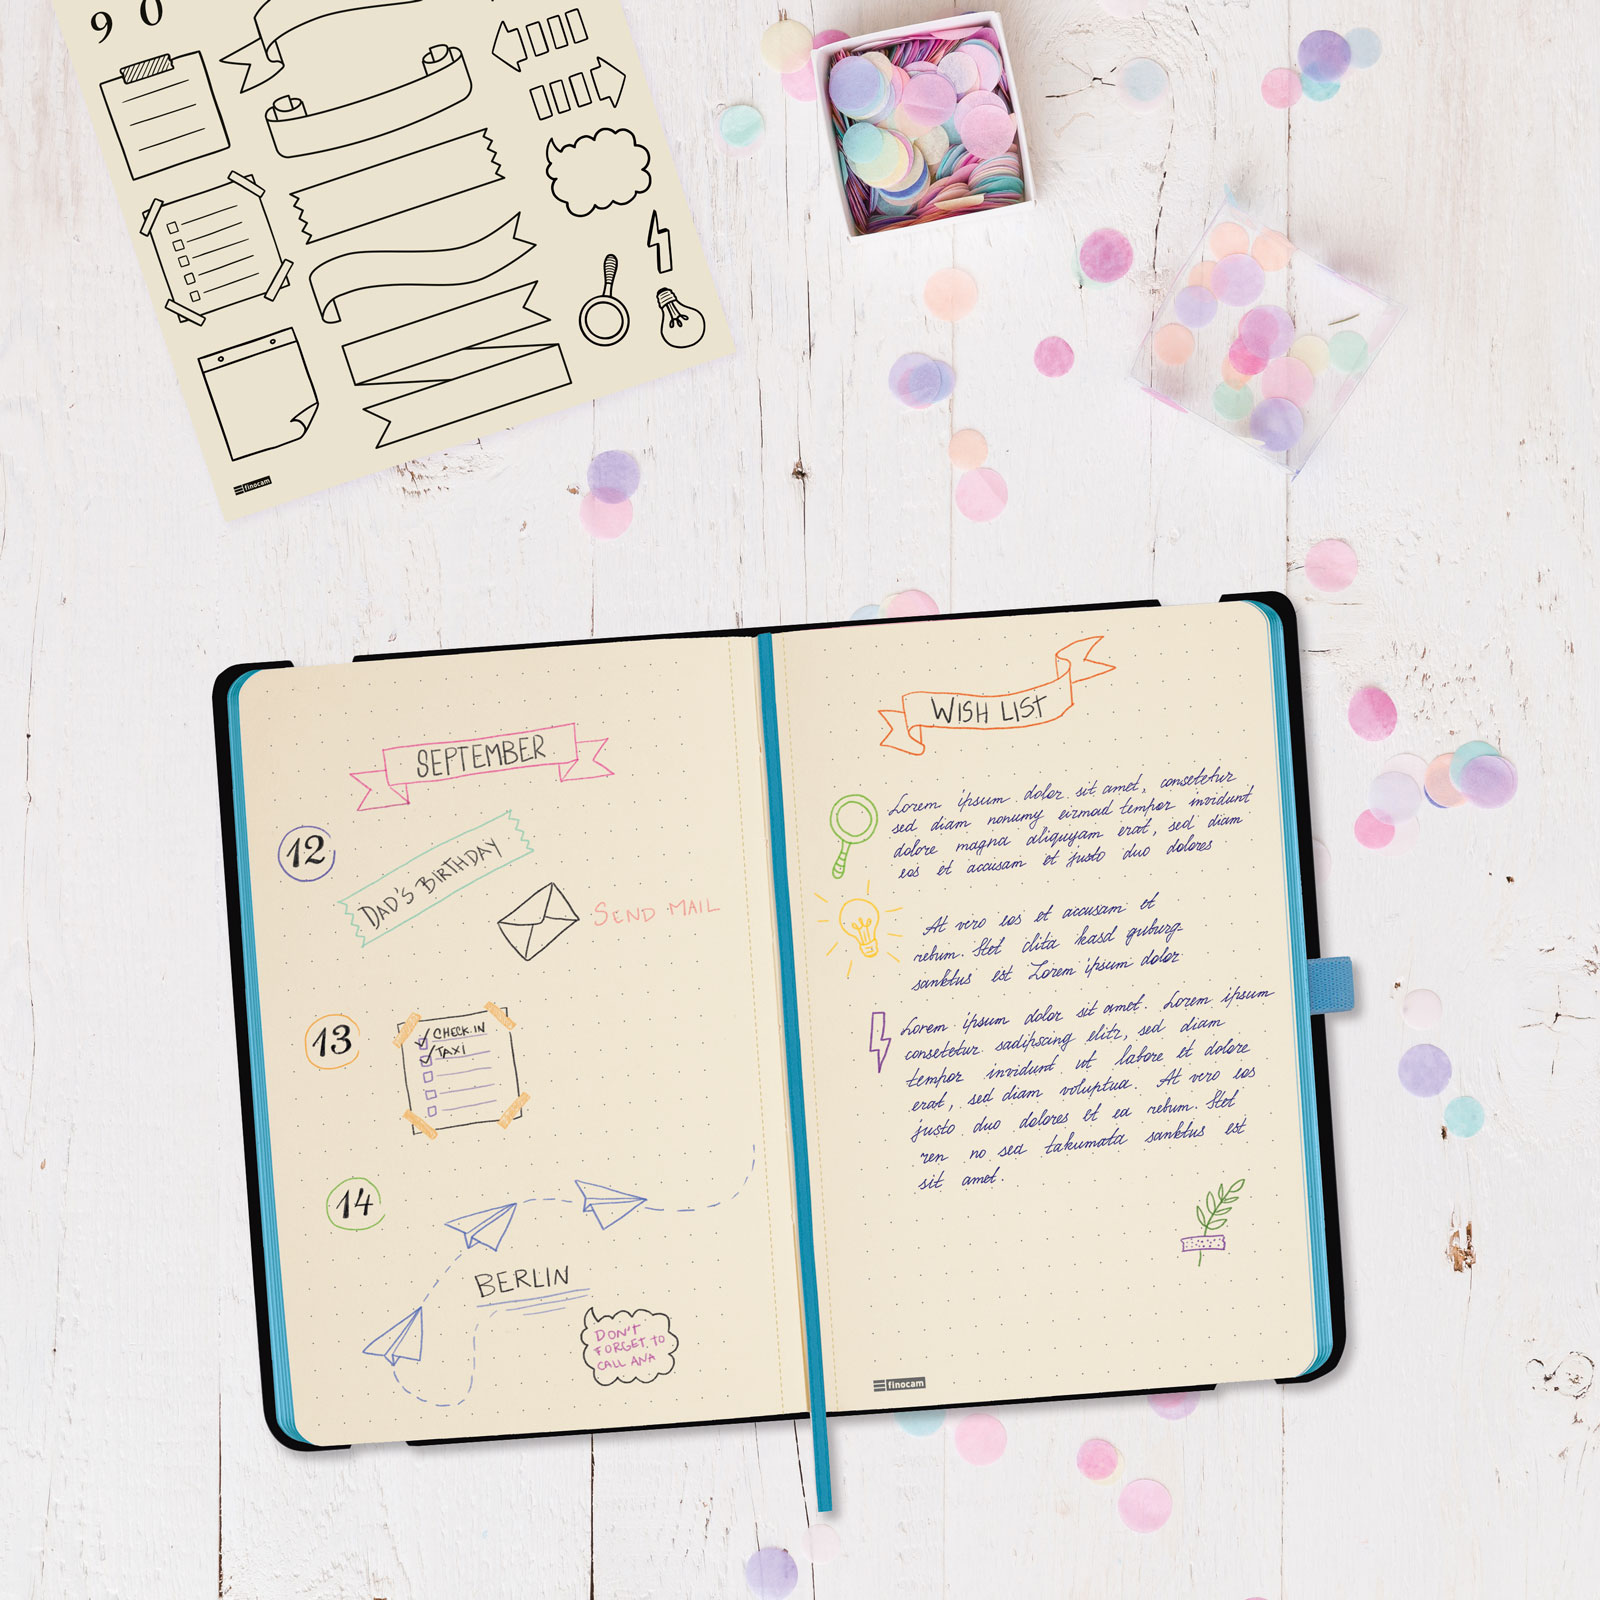 9 0
finocam
SEPTEMBER
12
DAD'S BIRTHDAY
SEND MAIL
13
CHECK IN
TAXI
14
BERLIN
DON'T
FORGET TO
CALL ANA
WISH LIST
Lorem ipsum dolor sit amet, consetetur
sed diam nonumy eirmod tempor invidunt
dolore magna aliquyam erat, sed diam
eos et accusam et justo duo dolores
At vero eos et accusam et
rebum. Stet clita kasd guberg
sanktus est Lorem ipsum dolor
Lorem ipsum dolor sit amet. Lorem ipsum
consetetur sadipscing elitr, sed diam
tempor invidunt ut labore et dolore
erat, sed diam voluptua. At vero eos
justo duo dolores et ea rebum. Stet
ren no sea takumata sanktus est
sit amet.
finocam